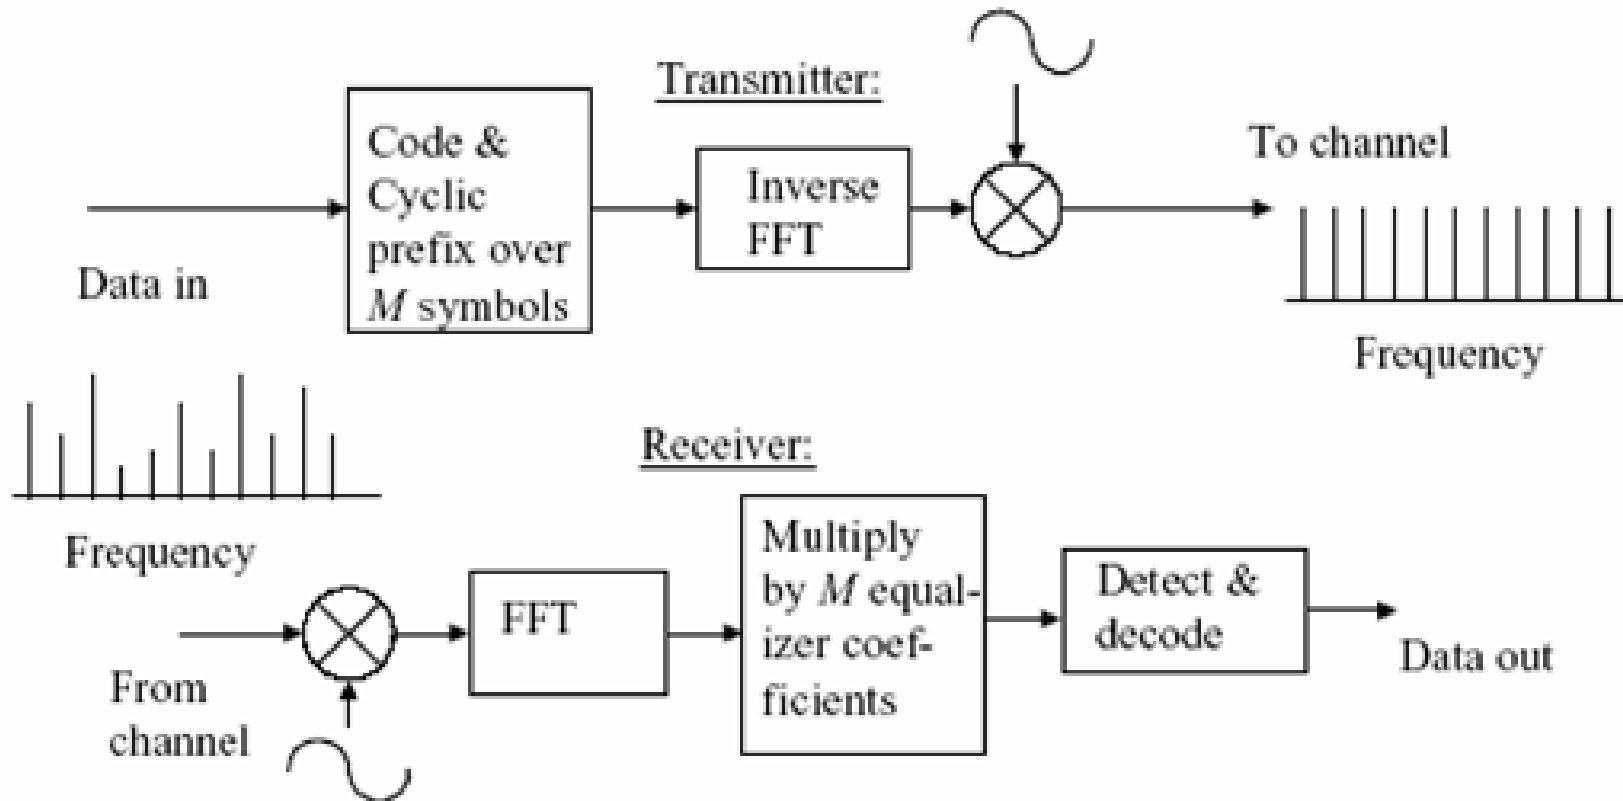 Transmitter:
Code &
Cyclic
prefix over
M symbols
Data in
Inverse
FFT
To channel
Frequency
Frequency
Receiver:
From
channel
FFT
Multiply
by M equal-
izer coef-
ficients
Detect &
decode
Data out